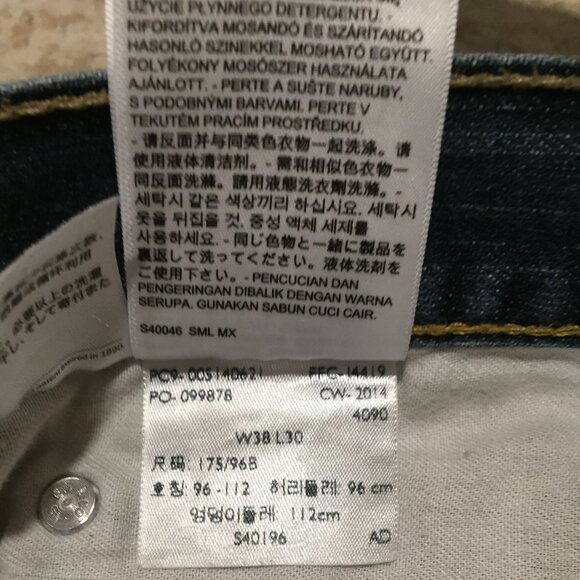 UŻYCIE PŁYNNEGO DETERGENTU. -
KIFORDÍTVA MOSANDÓ ÉS SZÁRÍTANDÓ
HASONLÓ SZINEKKEL MOSHATÓ EGYÜTT.
FOLYÉKONY MOSÓSZER HASZNÁLATA
AJÁNLOTT. - PERTE A SUŠTE NARUBY,
S PODOBNÝMI BARVAMI. PERTE V
TEKUTÉM PRACÍM PROSTŘEDKU.
- 请反面并与同类色衣物一起洗涤。请
使用液体清洁剂。- 需和相似色衣物一
同反面洗滌。請用液態洗衣劑洗滌。-
세탁시 같은 색상끼리 하십시요. 세탁시
옷을 뒤집을 것. 중성 액체 세제를
사용하세요. - 同じ色物と一緒に製品を
裏返して洗って下さい。液体洗剤をご
使用下さい。- PENCUCIAN DAN
PENGERINGAN DIBALIK DENGAN WARNA
SERUPA. GUNAKAN SABUN CUCI CAIR.
S40046 SML MX
PC9- 005140621 FFC-14419
PO- 099878 CW- 2014
4090
W38 L30
尺码: 175/96B
호칭: 96 -112 허리둘레: 96 cm
엉덩이둘레: 112cm
S40196 AD